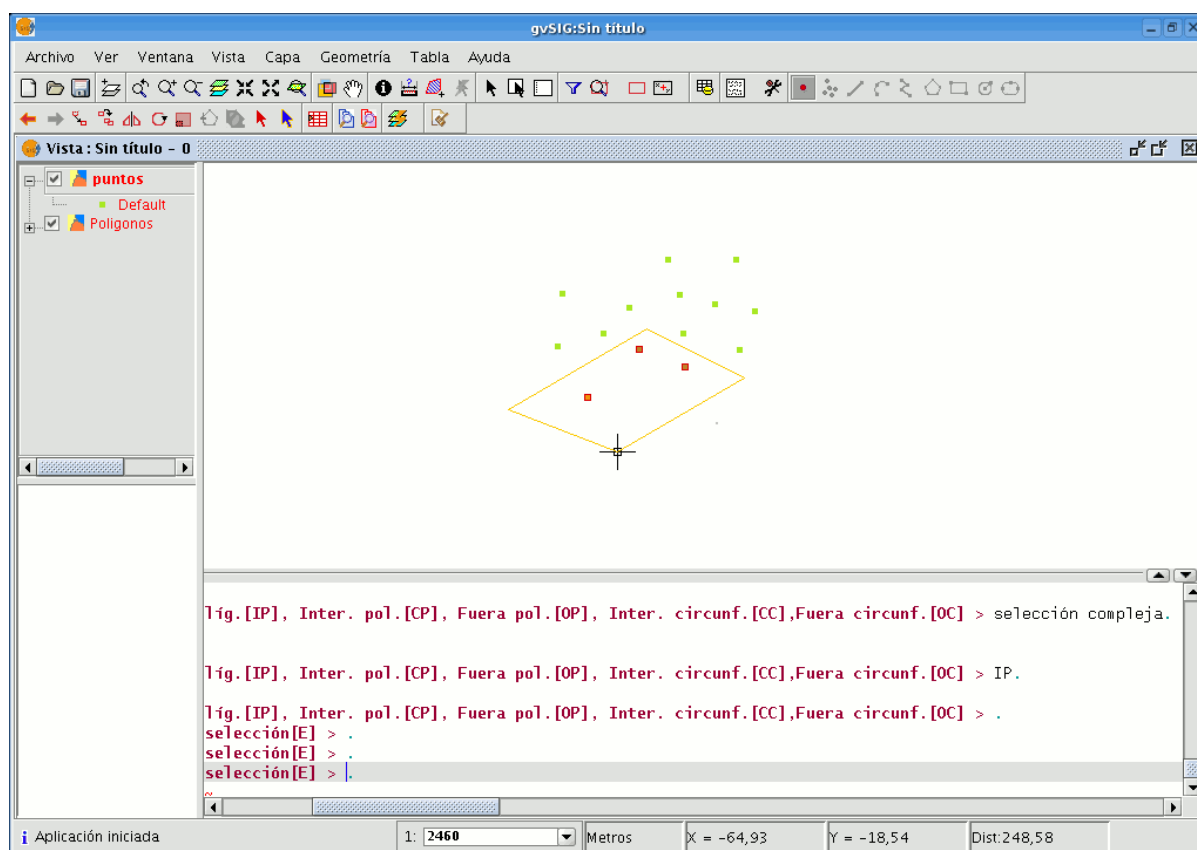 gvSIG:Sin título
Archivo Ver Ventana Vista Capa Geometría Tabla Ayuda
Vista : Sin título - 0
puntos
Default
Poligonos
líg.[IP], Inter. pol.[CP], Fuera pol.[OP], Inter. circunf.[CC],Fuera circunf.[OC] > selección compleja.
líg.[IP], Inter. pol.[CP], Fuera pol.[OP], Inter. circunf.[CC],Fuera circunf.[OC] > IP.
líg.[IP], Inter. pol.[CP], Fuera pol.[OP], Inter. circunf.[CC],Fuera circunf.[OC] > .
selección[E] > .
selección[E] > .
selección[E] > .
~
Aplicación iniciada 1: 2460 Metros X = -64,93 Y = -18,54 Dist:248,58